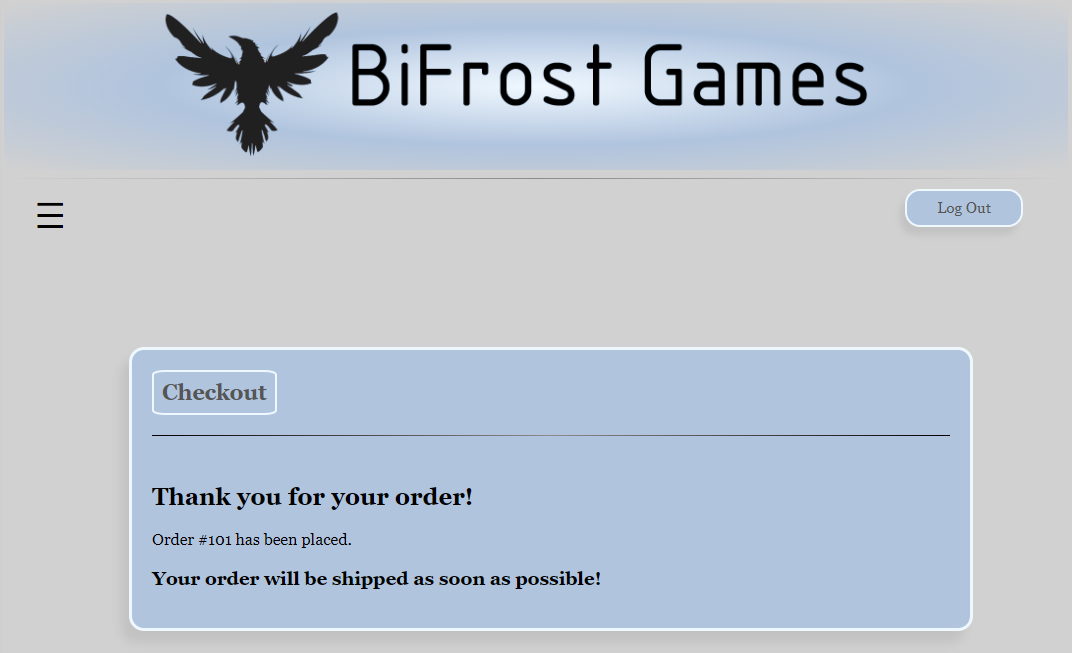 BiFrost Games
Log Out
Checkout
Thank you for your order!
Order #101 has been placed.
Your order will be shipped as soon as possible!